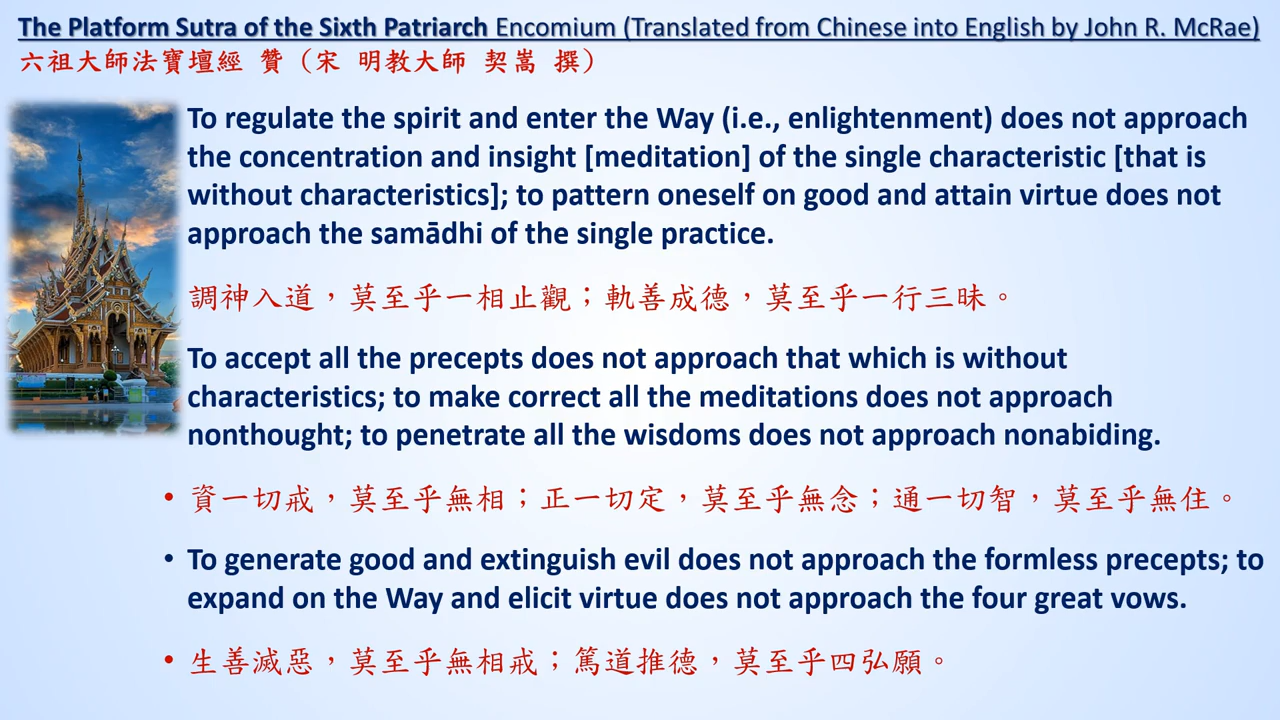 The Platform Sutra of the Sixth Patriarch Encomium (Translated from Chinese into English by John R. McRae)
六祖大師法寶壇經 贊 (宋 明教大師 契嵩 撰)
To regulate the spirit and enter the Way (i.e., enlightenment) does not approach
the concentration and insight [meditation] of the single characteristic [that is
without characteristics]; to pattern oneself on good and attain virtue does not
approach the samādhi of the single practice.
調神入道，莫至乎一相止觀；軌善成德，莫至乎一行三昧。
To accept all the precepts does not approach that which is without
characteristics; to make correct all the meditations does not approach
nonthought; to penetrate all the wisdoms does not approach nonabiding.
• 資一切戒，莫至乎無相；正一切定，莫至乎無念；通一切智，莫至乎無住。
• To generate good and extinguish evil does not approach the formless precepts; to
expand on the Way and elicit virtue does not approach the four great vows.
• 生善滅惡，莫至乎無相戒；篤道推德，莫至乎四弘願。